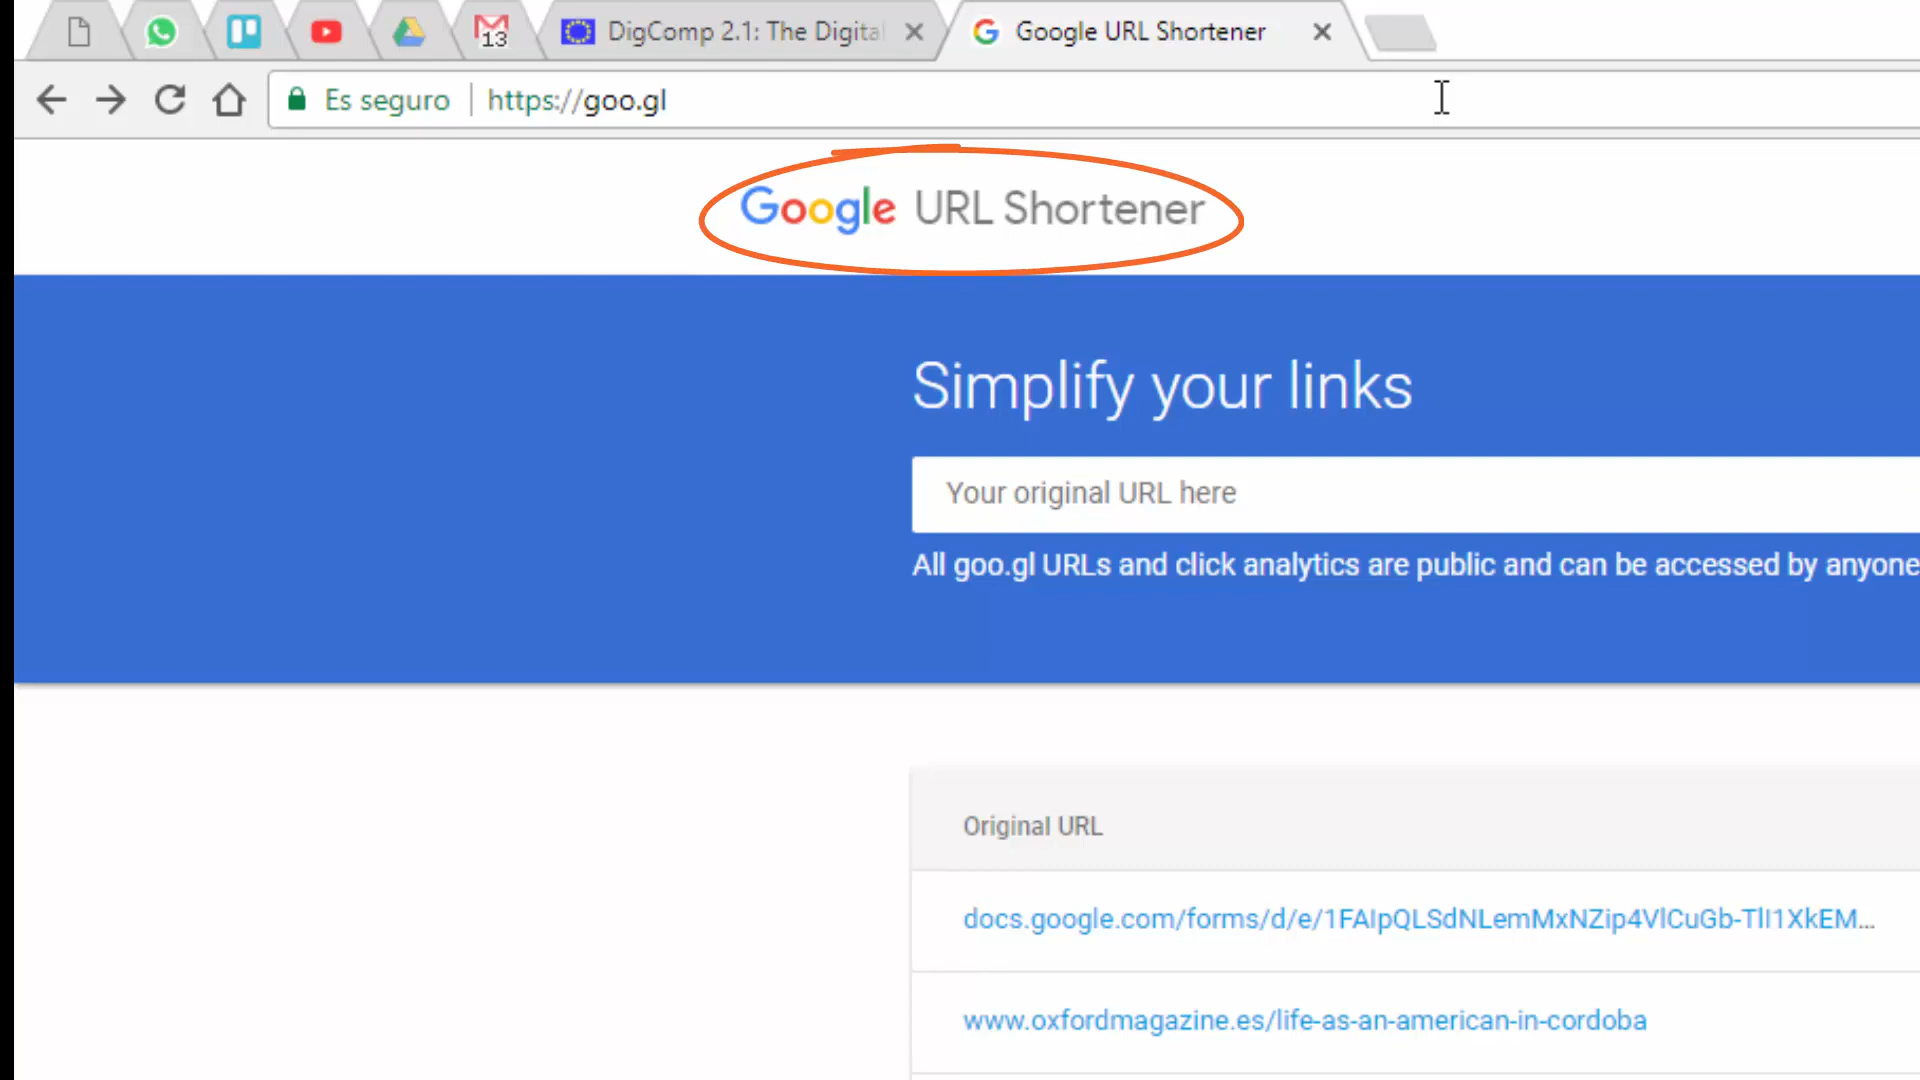 13
DigComp 2.1: The Digital
Google URL Shortener
Es seguro
https://goo.gl
Google URL Shortener
Simplify your links
Your original URL here
All goo.gl URLs and click analytics are public and can be accessed by anyone
Original URL
docs.google.com/forms/d/e/1FAIpQLSdNLemMxNZip4VlCuGb-TlI1XkEM...
www.oxfordmagazine.es/life-as-an-american-in-cordoba